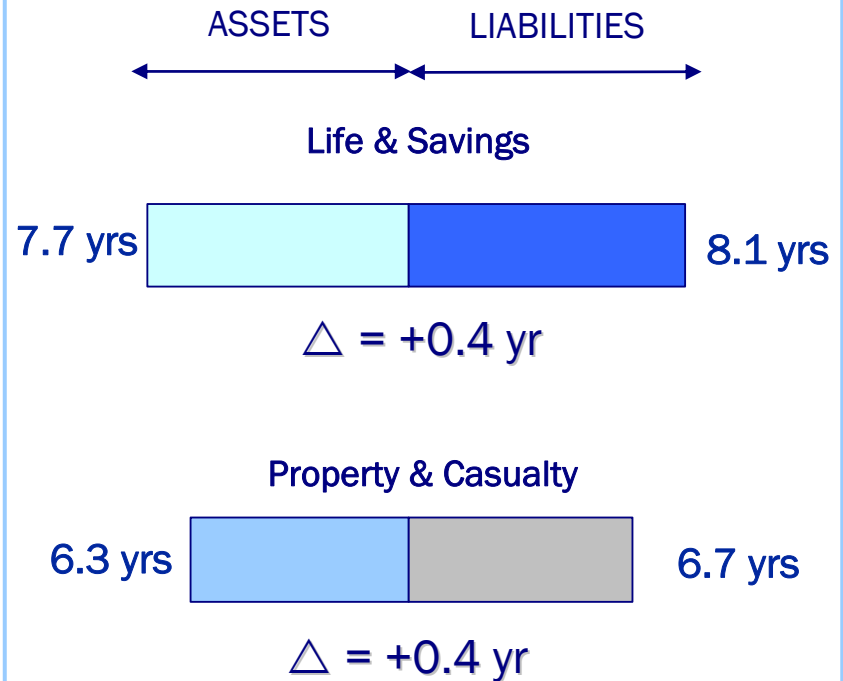 ASSETS LIABILITIES
Life & Savings
7.7 yrs 8.1 yrs
△ = +0.4 yr
Property & Casualty
6.3 yrs 6.7 yrs
△ = +0.4 yr